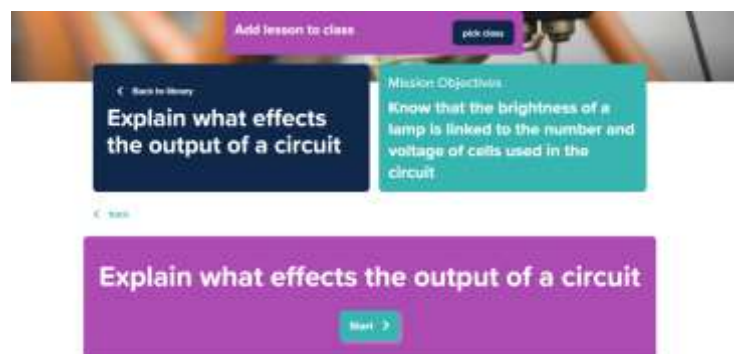 Add lesson to class
pick class
Back to library
Explain what effects
the output of a circuit
Mission Objectives
Know that the brightness of a
lamp is linked to the number and
voltage of cells used in the
circuit
Explain what effects the output of a circuit
Start